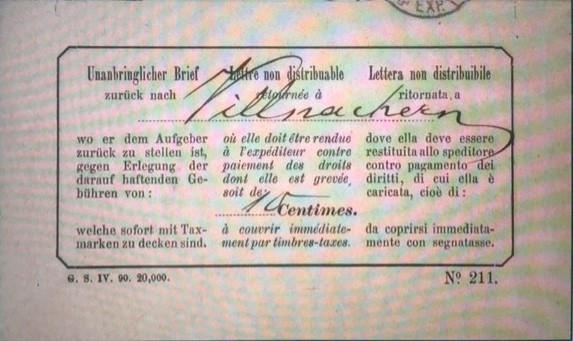 EXP.
Unanbringlicher Brief
zurück nach
Lettre non distribuable
retournée à
Lettera non distribuibile
ritornata a
Villnachern
wo er dem Aufgeber
zurück zu stellen ist,
gegen Erlegung der
darauf haftenden Ge-
bühren von :
où elle doit être rendue
à l'expéditeur contre
paiement des droits
dont elle est grevée,
soit de:
dove ella deve essere
restituita allo speditore
contro pagamento dei
diritti, di cui ella è
caricata, cioè di :
Centimes.
welche sofort mit Tax-
marken zu decken sind.
à couvrir immédiate-
ment par timbres-taxes.
da coprirsi immediata-
mente con segnatasse.
G. S. IV. 90. 20,000.
Nº 211.